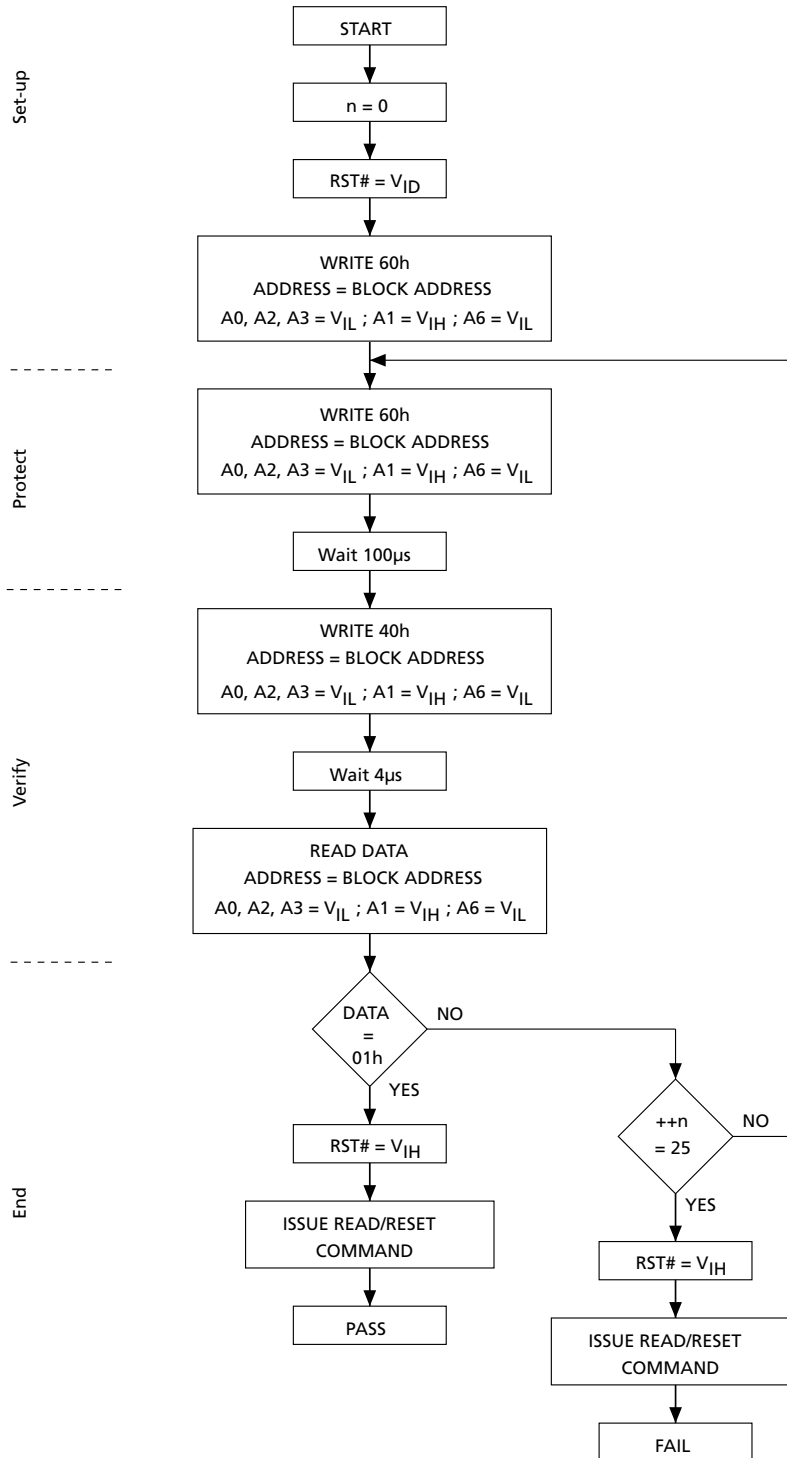 START
Set-up
n = 0
RST# = VID
WRITE 60h
ADDRESS = BLOCK ADDRESS
A0, A2, A3 = VIL ; A1 = VIH ; A6 = VIL
Protect
WRITE 60h
ADDRESS = BLOCK ADDRESS
A0, A2, A3 = VIL ; A1 = VIH ; A6 = VIL
Wait 100µs
Verify
WRITE 40h
ADDRESS = BLOCK ADDRESS
A0, A2, A3 = VIL ; A1 = VIH ; A6 = VIL
Wait 4µs
READ DATA
ADDRESS = BLOCK ADDRESS
A0, A2, A3 = VIL ; A1 = VIH ; A6 = VIL
End
DATA
=
01h
NO
YES
++n
= 25
NO
YES
RST# = VIH
ISSUE READ/RESET
COMMAND
PASS
RST# = VIH
ISSUE READ/RESET
COMMAND
FAIL